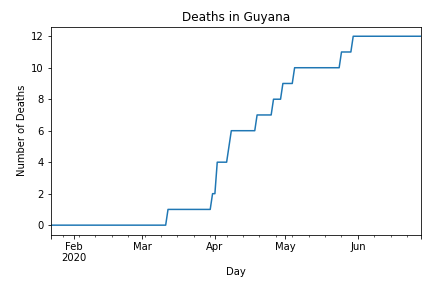 Deaths in Guyana
Number of Deaths
12
10
8
6
4
2
0
Feb
2020
Mar
Apr
May
Jun
Day